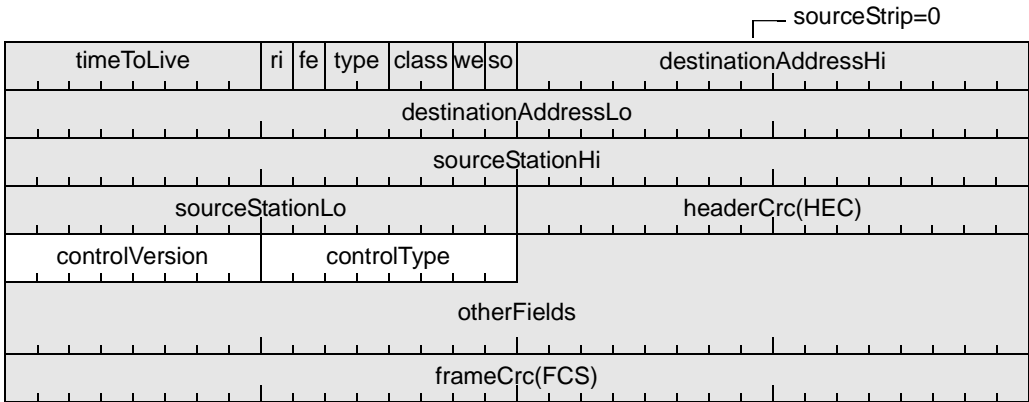 sourceStrip=0
timeToLive ri fe type class we so destinationAddressHi
destinationAddressLo
sourceStationHi
sourceStationLo headerCrc(HEC)
controlVersion controlType
otherFields
frameCrc(FCS)